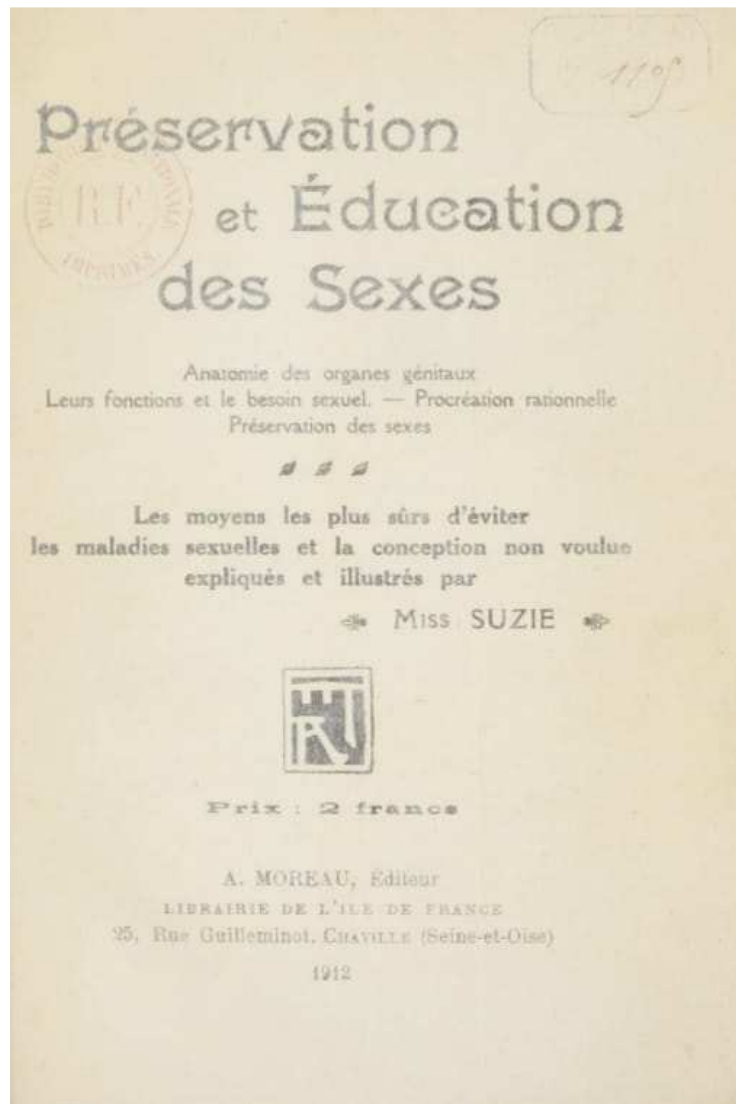 1195
Préservation
et Éducation
des Sexes
R.F.
IMPRIMÉS
Anatomie des organes génitaux
Leurs fonctions et le besoin sexuel. — Procréation rationnelle
Préservation des sexes
Les moyens les plus sûrs d'éviter
les maladies sexuelles et la conception non voulue
expliqués et illustrés par
Miss SUZIE
Prix : 2 francs
A. MOREAU, Éditeur
LIBRAIRIE DE L'ILE DE FRANCE
25, Rue Guilleminot, CHAVILLE (Seine-et-Oise)
1912